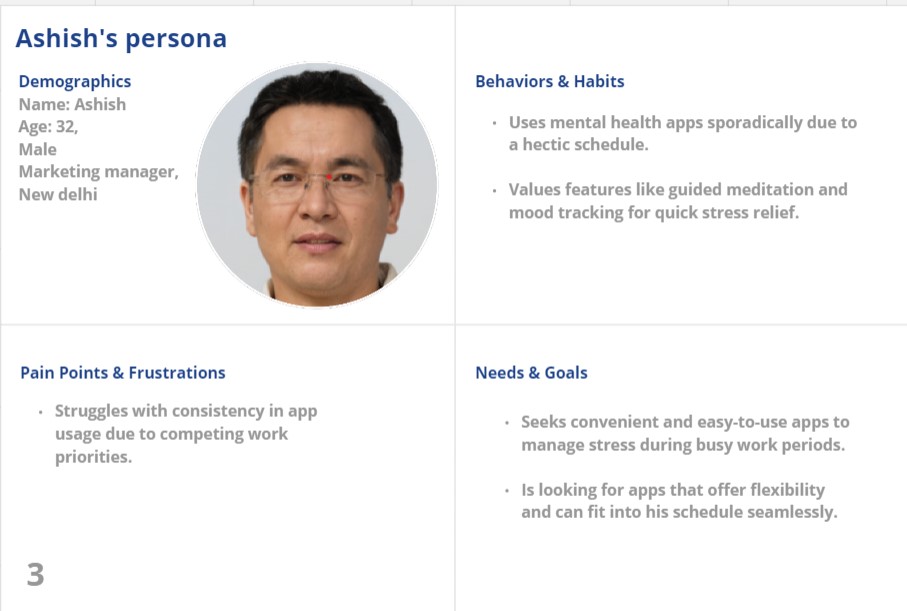 Ashish's persona
Demographics
Name: Ashish
Age: 32,
Male
Marketing manager,
New delhi
Behaviors & Habits
• Uses mental health apps sporadically due to
a hectic schedule.
• Values features like guided meditation and
mood tracking for quick stress relief.
Pain Points & Frustrations
• Struggles with consistency in app
usage due to competing work
priorities.
Needs & Goals
• Seeks convenient and easy-to-use apps to
manage stress during busy work periods.
• Is looking for apps that offer flexibility
and can fit into his schedule seamlessly.
3